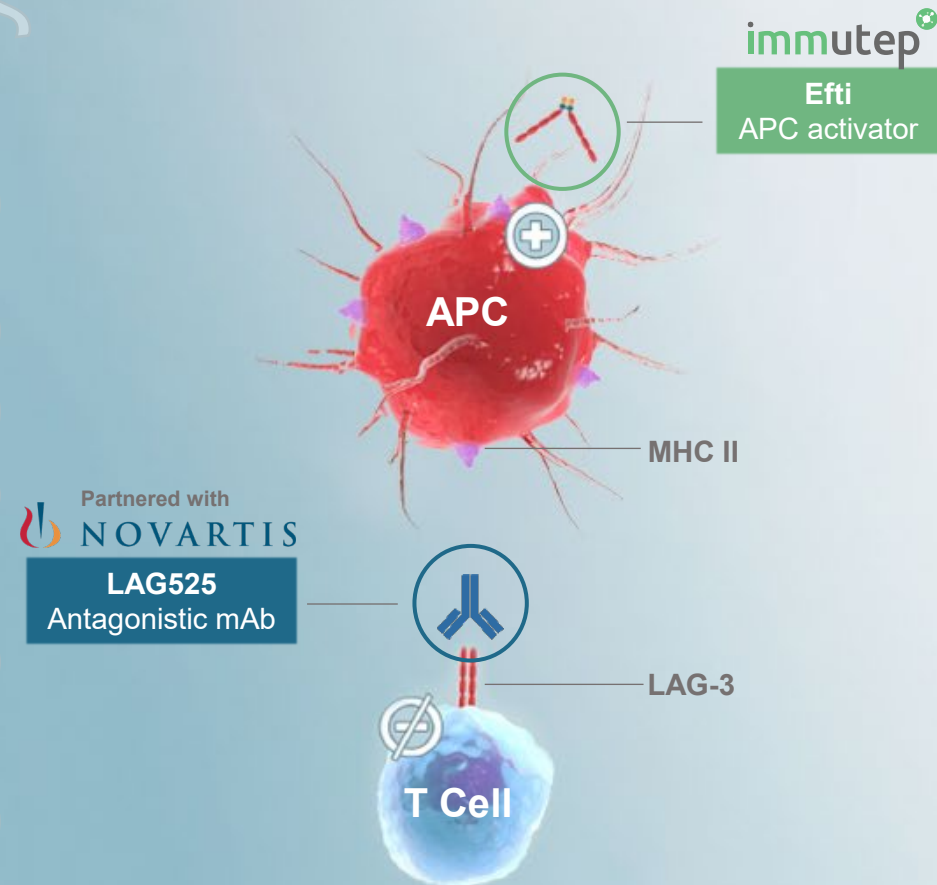 immutep
Efti
APC activator
APC
MHC II
Partnered with
NOVARTIS
LAG525
Antagonistic mAb
LAG-3
T Cell